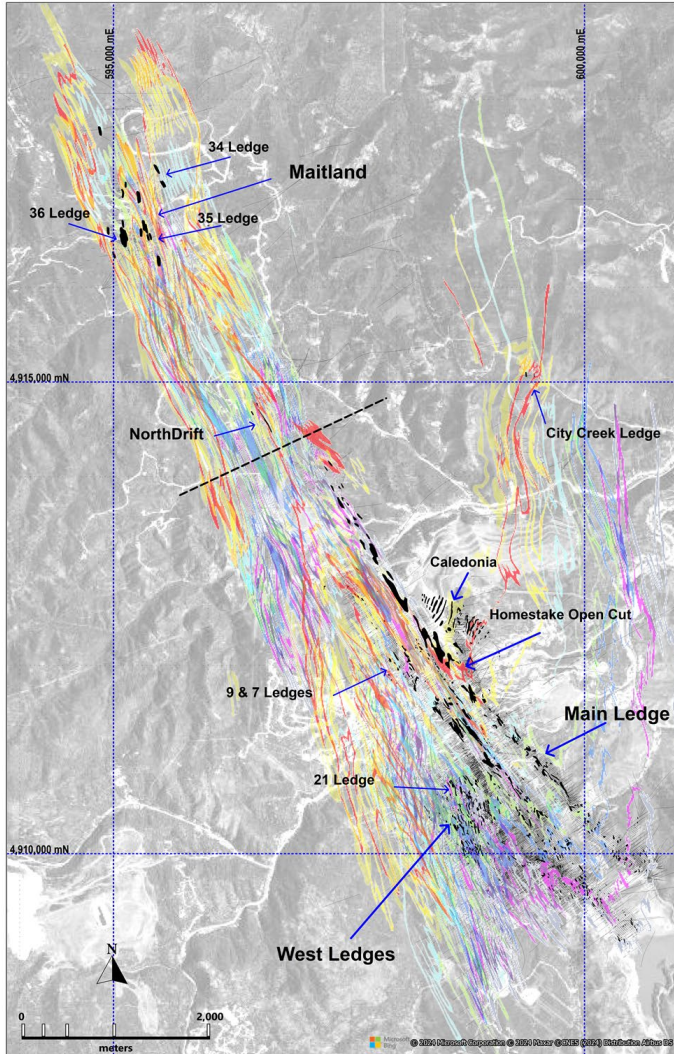 595,000 mE
600,000 mE
34 Ledge
Maitland
36 Ledge
35 Ledge
4,915,000 mN
NorthDrift
City Creek Ledge
Caledonia
Homestake Open Cut
9 & 7 Ledges
Main Ledge
21 Ledge
4,910,000 mN
West Ledges
N
0
2,000
meters
Microsoft
Bing
© 2024 Microsoft Corporation © 2024 Maxar ©CNES (2024) Distribution Airbus DS